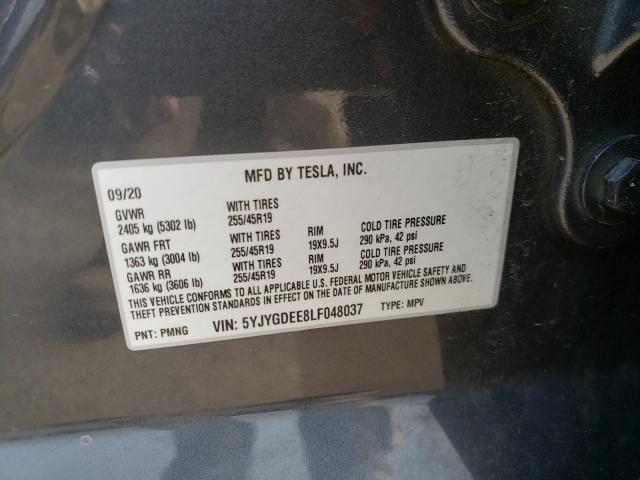 MFD BY TESLA, INC.
09/20
GVWR WITH TIRES
2405 kg (5302 lb) 255/45R19
GAWR FRT WITH TIRES RIM COLD TIRE PRESSURE
1363 kg (3004 lb) 255/45R19 19X9.5J 290 kPa, 42 psi
GAWR RR WITH TIRES RIM COLD TIRE PRESSURE
1636 kg (3606 lb) 255/45R19 19X9.5J 290 kPa, 42 psi
THIS VEHICLE CONFORMS TO ALL APPLICABLE U.S. FEDERAL MOTOR VEHICLE SAFETY AND
THEFT PREVENTION STANDARDS IN EFFECT ON THE DATE OF MANUFACTURE SHOWN ABOVE.
PNT: PMNG VIN: 5YJYGDEE8LF048037 TYPE: MPV